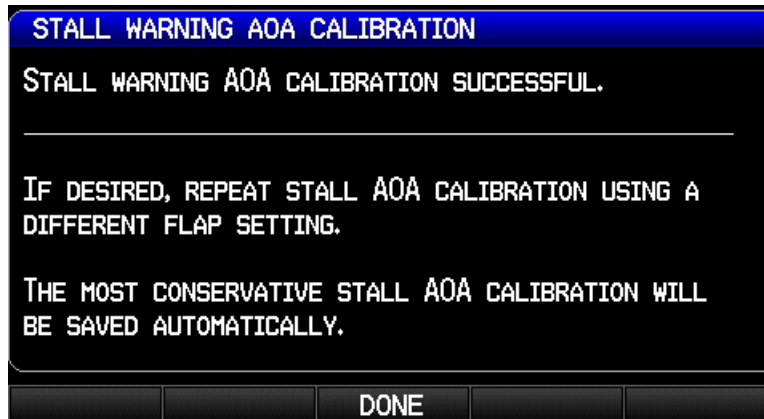 STALL WARNING AOA CALIBRATION
STALL WARNING AOA CALIBRATION SUCCESSFUL.
IF DESIRED, REPEAT STALL AOA CALIBRATION USING A
DIFFERENT FLAP SETTING.
THE MOST CONSERVATIVE STALL AOA CALIBRATION WILL
BE SAVED AUTOMATICALLY.
DONE